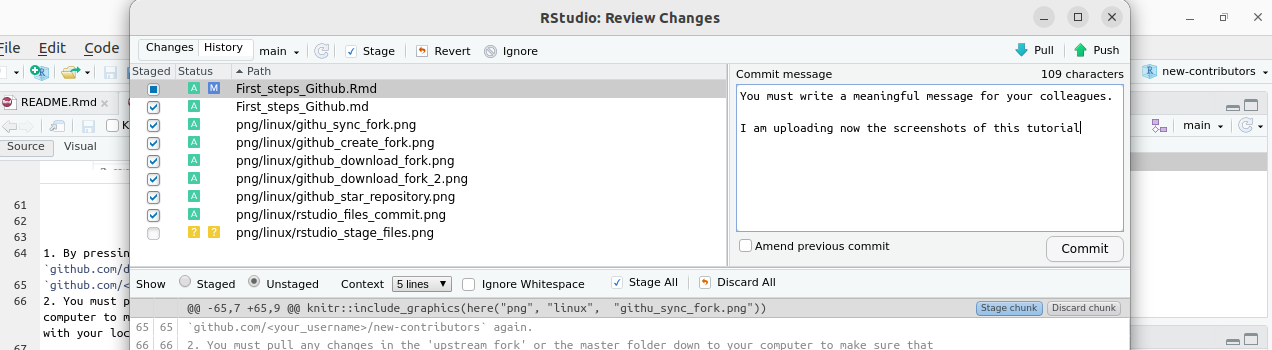 RStudio: Review Changes
File Edit Code
Changes History main Stage Revert Ignore Pull Push
new-contributors
Staged Status Path
Commit message 109 characters
A M First_steps_Github.Rmd
A First_steps_Github.md
A png/linux/githu_sync_fork.png
A png/linux/github_create_fork.png
A png/linux/github_download_fork.png
A png/linux/github_download_fork_2.png
A png/linux/github_star_repository.png
A png/linux/rstudio_files_commit.png
? ? png/linux/rstudio_stage_files.png
You must write a meaningful message for your colleagues.
I am uploading now the screenshots of this tutorial
Amend previous commit Commit
README.Rmd
Source Visual
main
61
62
63
64 1. By pressin
`github.com/d
65 `github.com/<
66 2. You must p
computer to m
with your loc
67
Show Staged Unstaged Context 5 lines Ignore Whitespace Stage All Discard All
@@ -65,7 +65,9 @@ knitr::include_graphics(here("png", "linux", "githu_sync_fork.png")) Stage chunk Discard chunk
65 65 `github.com/<your_username>/new-contributors` again.
66 66 2. You must pull any changes in the 'upstream fork' or the master folder down to your computer to make sure that